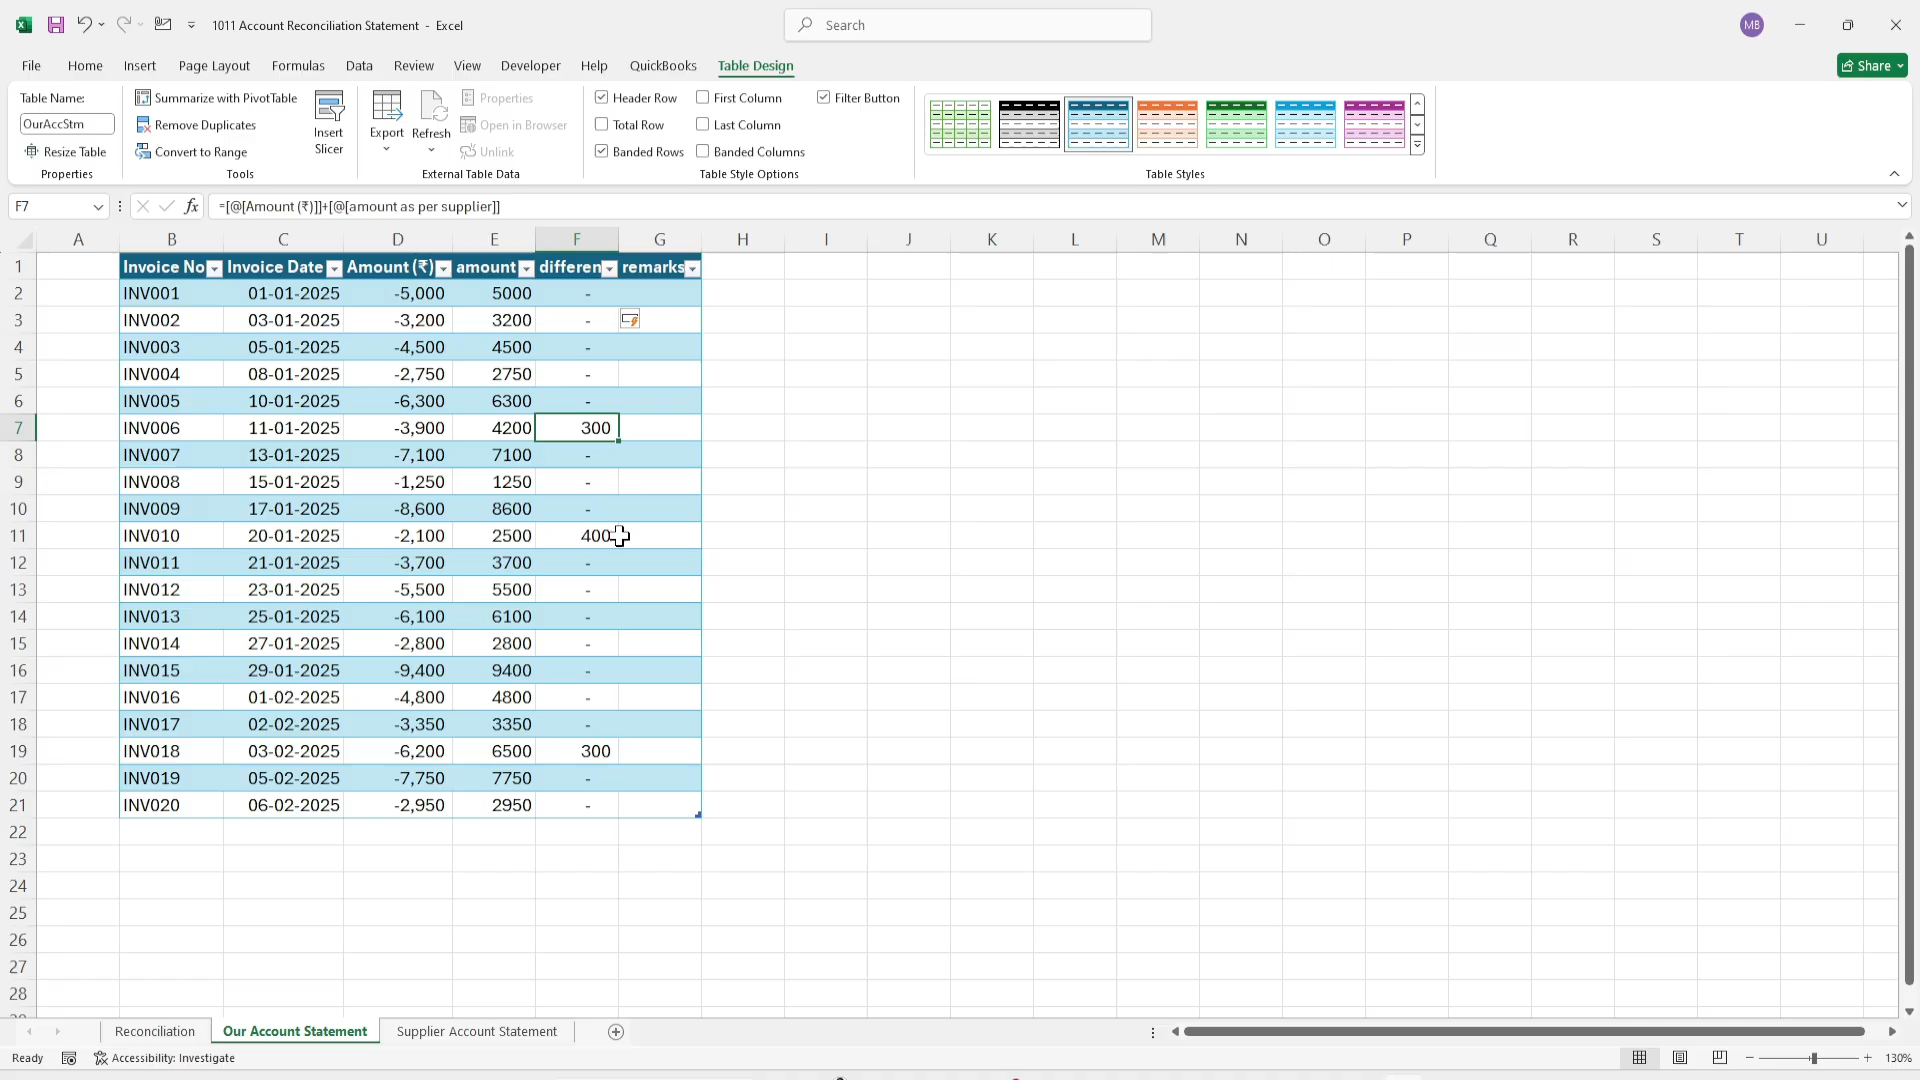 1011 Account Reconciliation Statement - Excel
Search
MB
File Home Insert Page Layout Formulas Data Review View Developer Help QuickBooks Table Design
Share
Table Name:
OurAccStm
Resize Table
Properties
Summarize with PivotTable
Remove Duplicates
Convert to Range
Tools
Insert
Slicer
Export
Refresh
Properties
Open in Browser
Unlink
External Table Data
Header Row First Column Filter Button
Total Row Last Column
Banded Rows Banded Columns
Table Style Options
Table Styles
F7 fx =[@[Amount (₹)]]+[@[amount as per supplier]]
A B C D E F G H I J K L M N O P Q R S T U
1 Invoice No Invoice Date Amount (₹) amount differen remarks
2 INV001 01-01-2025 -5,000 5000 -
3 INV002 03-01-2025 -3,200 3200 -
4 INV003 05-01-2025 -4,500 4500 -
5 INV004 08-01-2025 -2,750 2750 -
6 INV005 10-01-2025 -6,300 6300 -
7 INV006 11-01-2025 -3,900 4200 300
8 INV007 13-01-2025 -7,100 7100 -
9 INV008 15-01-2025 -1,250 1250 -
10 INV009 17-01-2025 -8,600 8600 -
11 INV010 20-01-2025 -2,100 2500 400
12 INV011 21-01-2025 -3,700 3700 -
13 INV012 23-01-2025 -5,500 5500 -
14 INV013 25-01-2025 -6,100 6100 -
15 INV014 27-01-2025 -2,800 2800 -
16 INV015 29-01-2025 -9,400 9400 -
17 INV016 01-02-2025 -4,800 4800 -
18 INV017 02-02-2025 -3,350 3350 -
19 INV018 03-02-2025 -6,200 6500 300
20 INV019 05-02-2025 -7,750 7750 -
21 INV020 06-02-2025 -2,950 2950 -
22
23
24
25
26
27
28
Reconciliation Our Account Statement Supplier Account Statement
Ready Accessibility: Investigate 130%